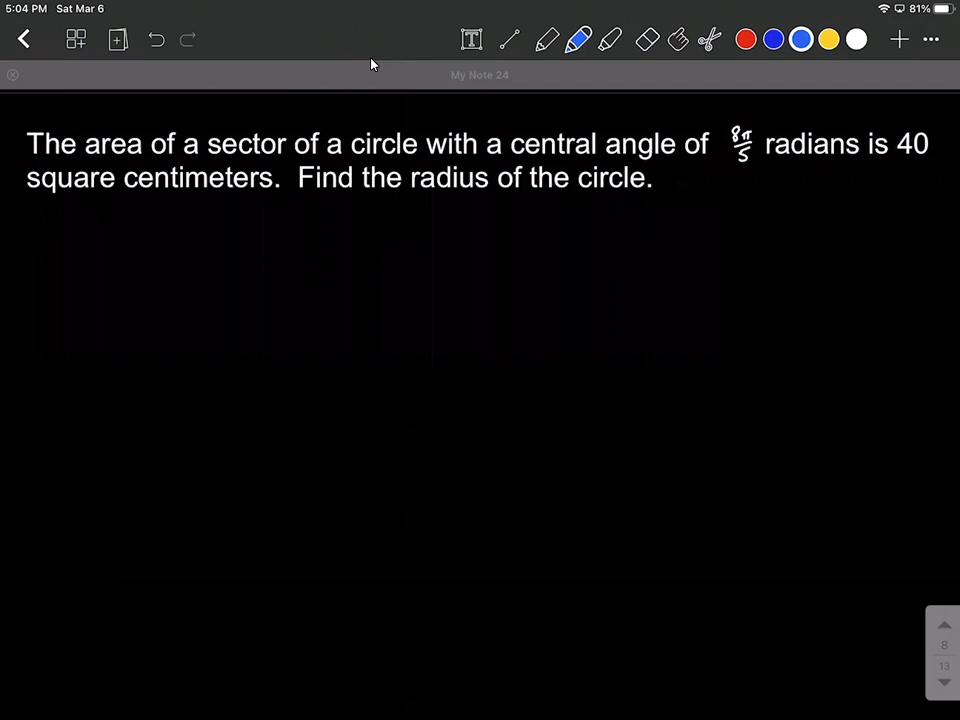 5:04 PM Sat Mar 6 81%
T
My Note 24
The area of a sector of a circle with a central angle of 8π/5 radians is 40
square centimeters. Find the radius of the circle.
8
13